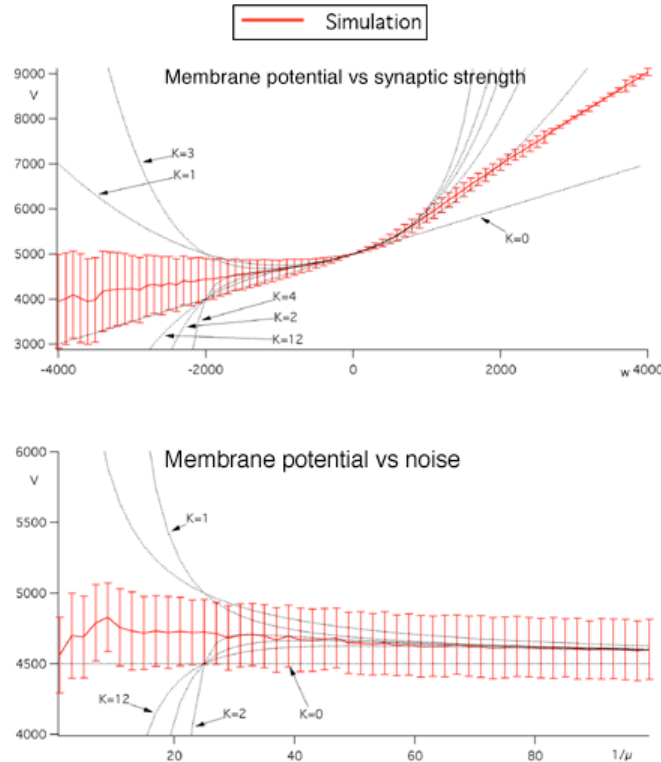 Simulation
Membrane potential vs synaptic strength
9000
V
8000
7000
6000
5000
4000
3000
K=3
K=1
K=0
K=4
K=2
K=12
-4000
-2000
0
2000
w
4000
Membrane potential vs noise
6000
V
5500
5000
4500
4000
K=1
K=12
K=2
K=0
20
40
60
80
1/μ